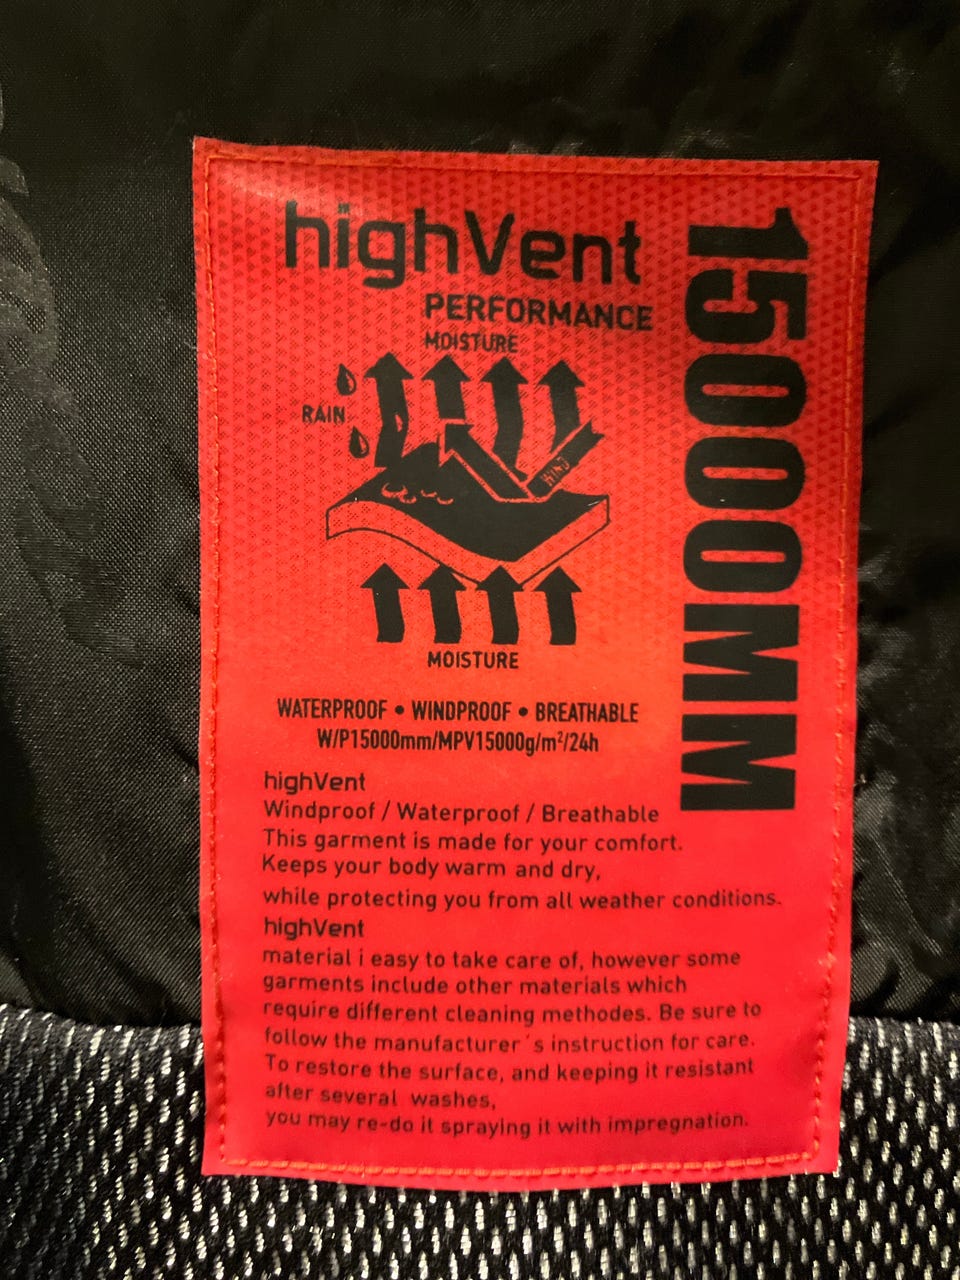 highVent
PERFORMANCE
15000MM
MOISTURE
RAIN
WIND
MOISTURE
WATERPROOF • WINDPROOF • BREATHABLE
W/P15000mm/MPV15000g/m²/24h
highVent
Windproof / Waterproof / Breathable
This garment is made for your comfort.
Keeps your body warm and dry,
while protecting you from all weather conditions.
highVent
material i easy to take care of, however some
garments include other materials which
require different cleaning methodes. Be sure to
follow the manufacturer´s instruction for care.
To restore the surface, and keeping it resistant
after several washes,
you may re-do it spraying it with impregnation.